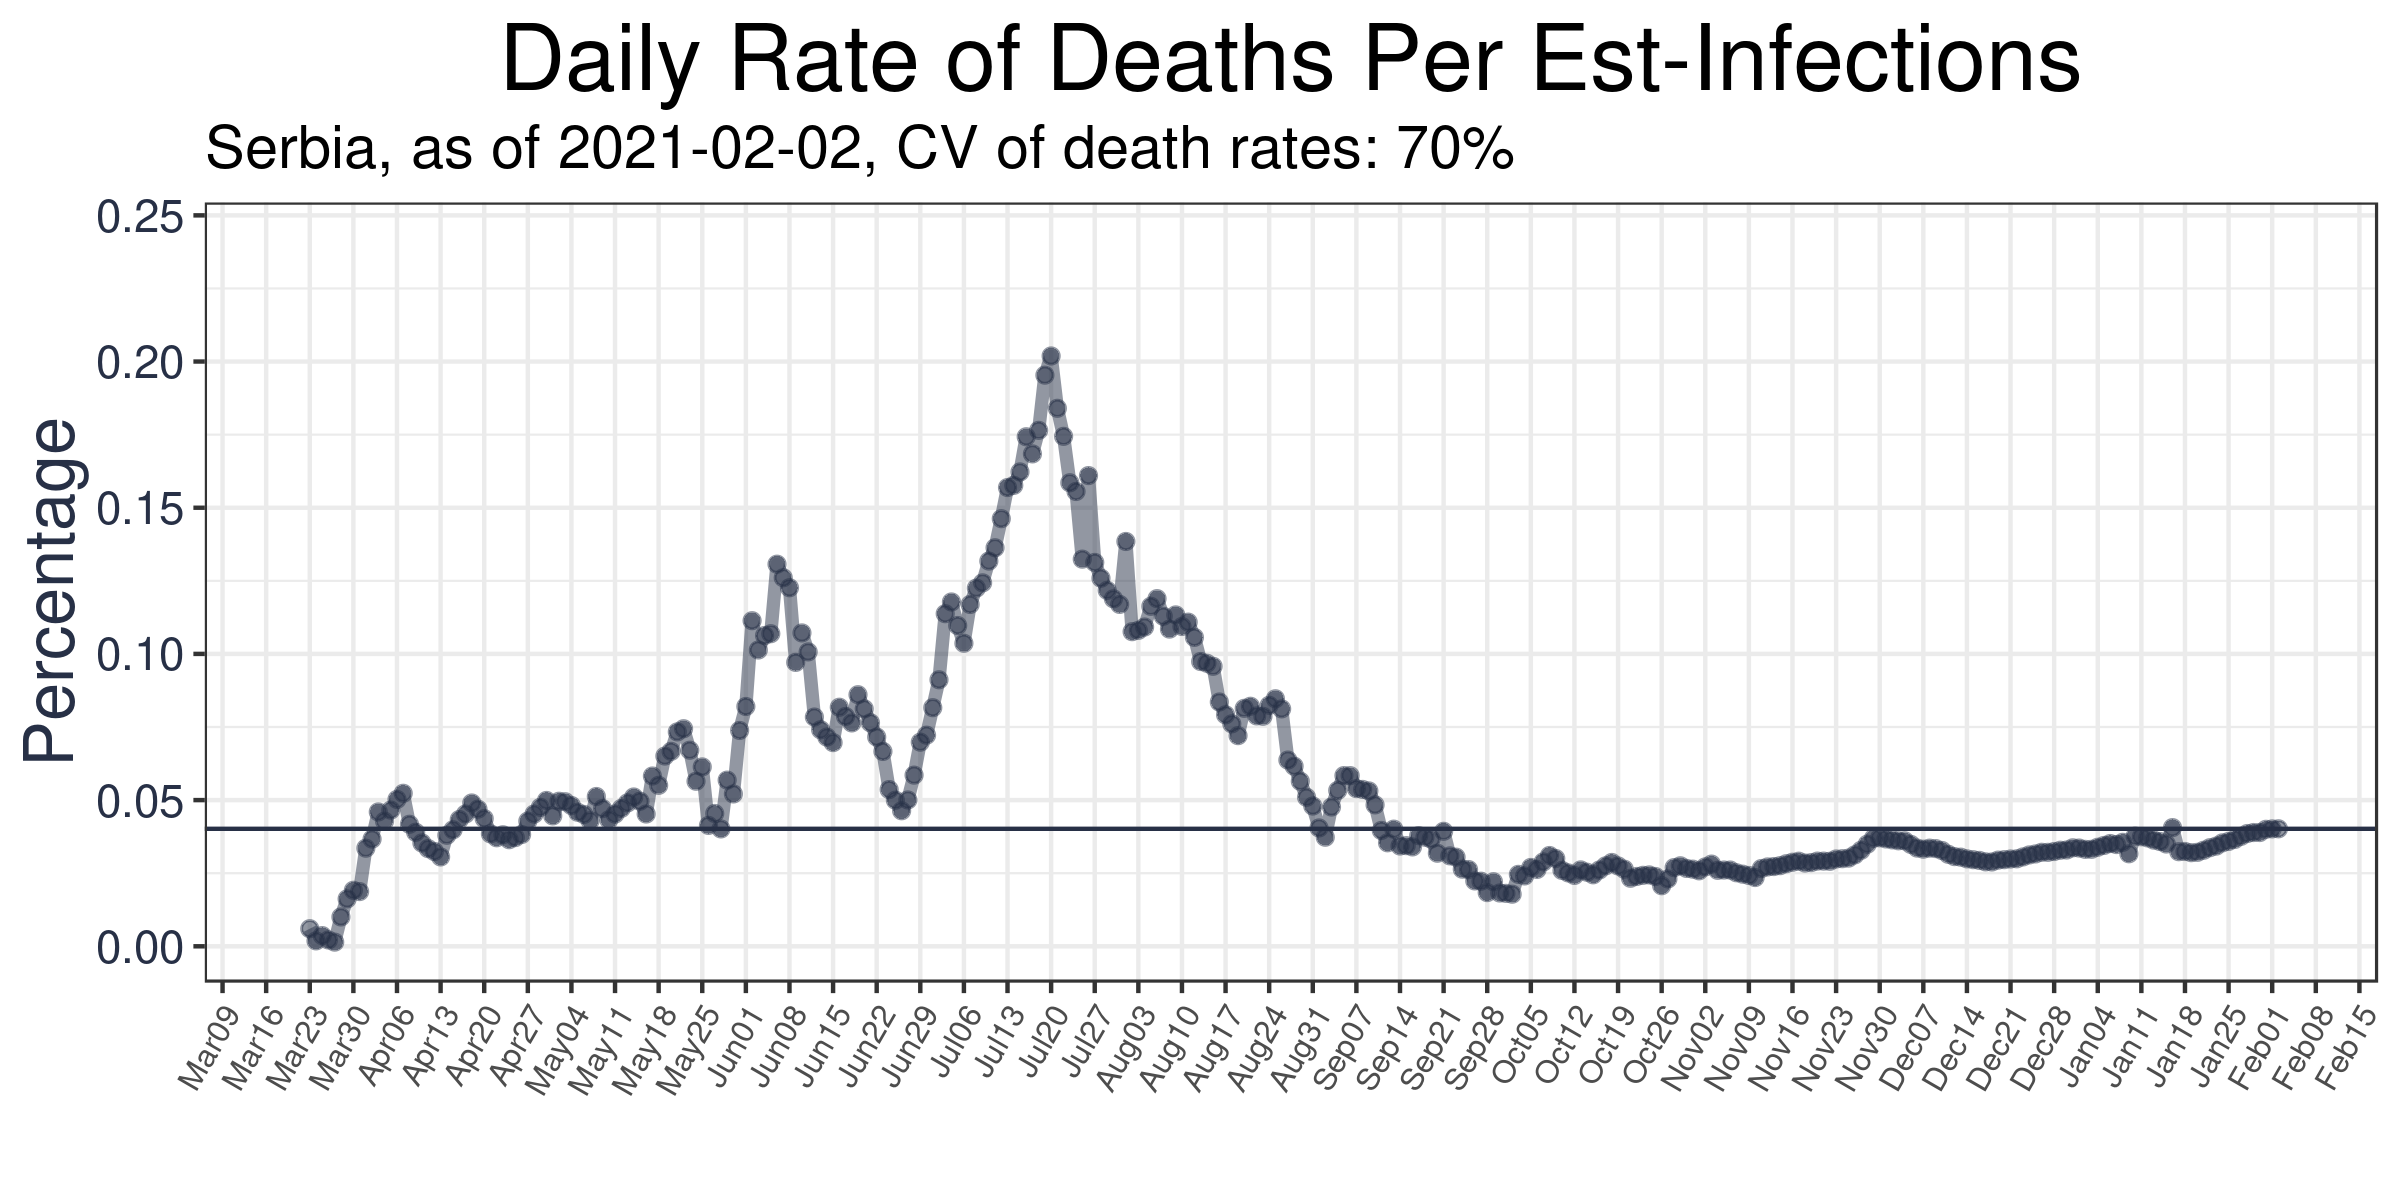 Daily Rate of Deaths Per Est-Infections
Serbia, as of 2021-02-02, CV of death rates: 70%
Percentage
0.25
0.20
0.15
0.10
0.05
0.00
Mar09 Mar16 Mar23 Mar30 Apr06 Apr13 Apr20 Apr27 May04 May11 May18 May25 Jun01 Jun08 Jun15 Jun22 Jun29 Jul06 Jul13 Jul20 Jul27 Aug03 Aug10 Aug17 Aug24 Aug31 Sep07 Sep14 Sep21 Sep28 Oct05 Oct12 Oct19 Oct26 Nov02 Nov09 Nov16 Nov23 Nov30 Dec07 Dec14 Dec21 Dec28 Jan04 Jan11 Jan18 Jan25 Feb01 Feb08 Feb15